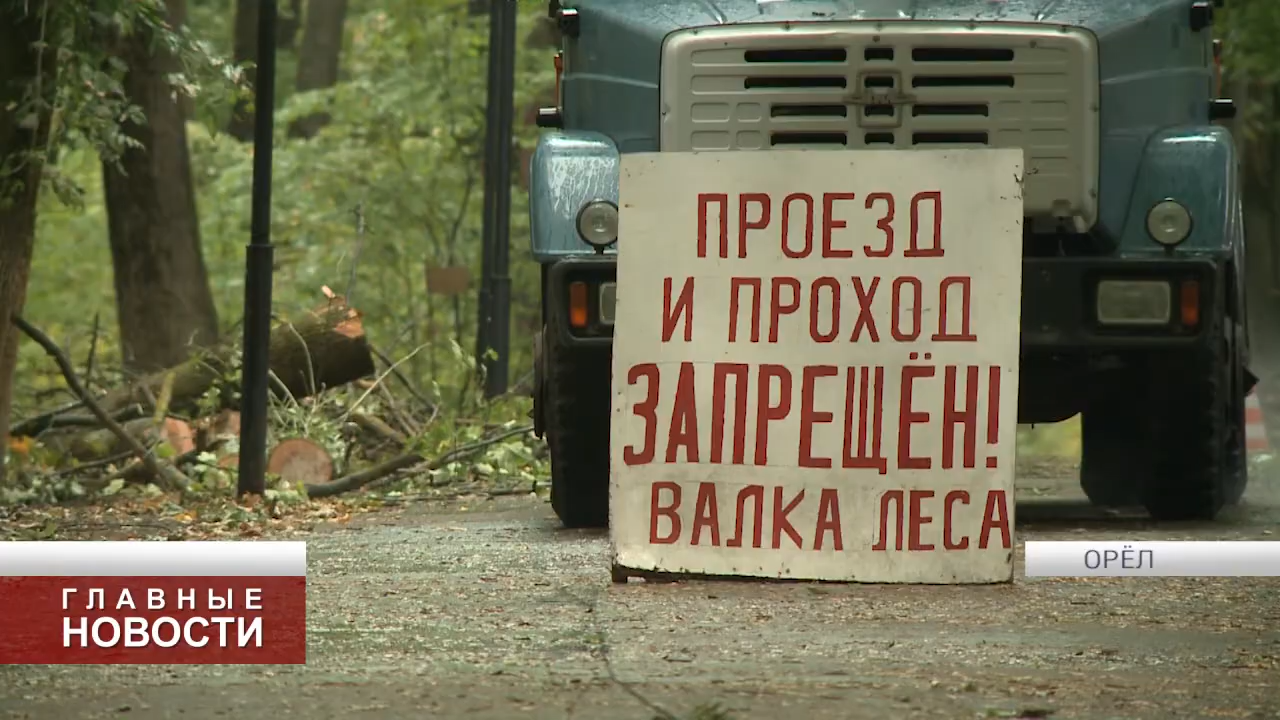 ПРОЕЗД
И ПРОХОД
ЗАПРЕЩЁН!
ВАЛКА ЛЕСА
ОРЁЛ
ГЛАВНЫЕ
НОВОСТИ